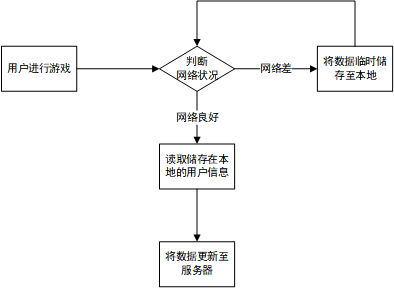 用户进行游戏
判断
网络状况
网络差
将数据临时储
存至本地
网络良好
读取储存在本
地的用户信息
将数据更新至
服务器